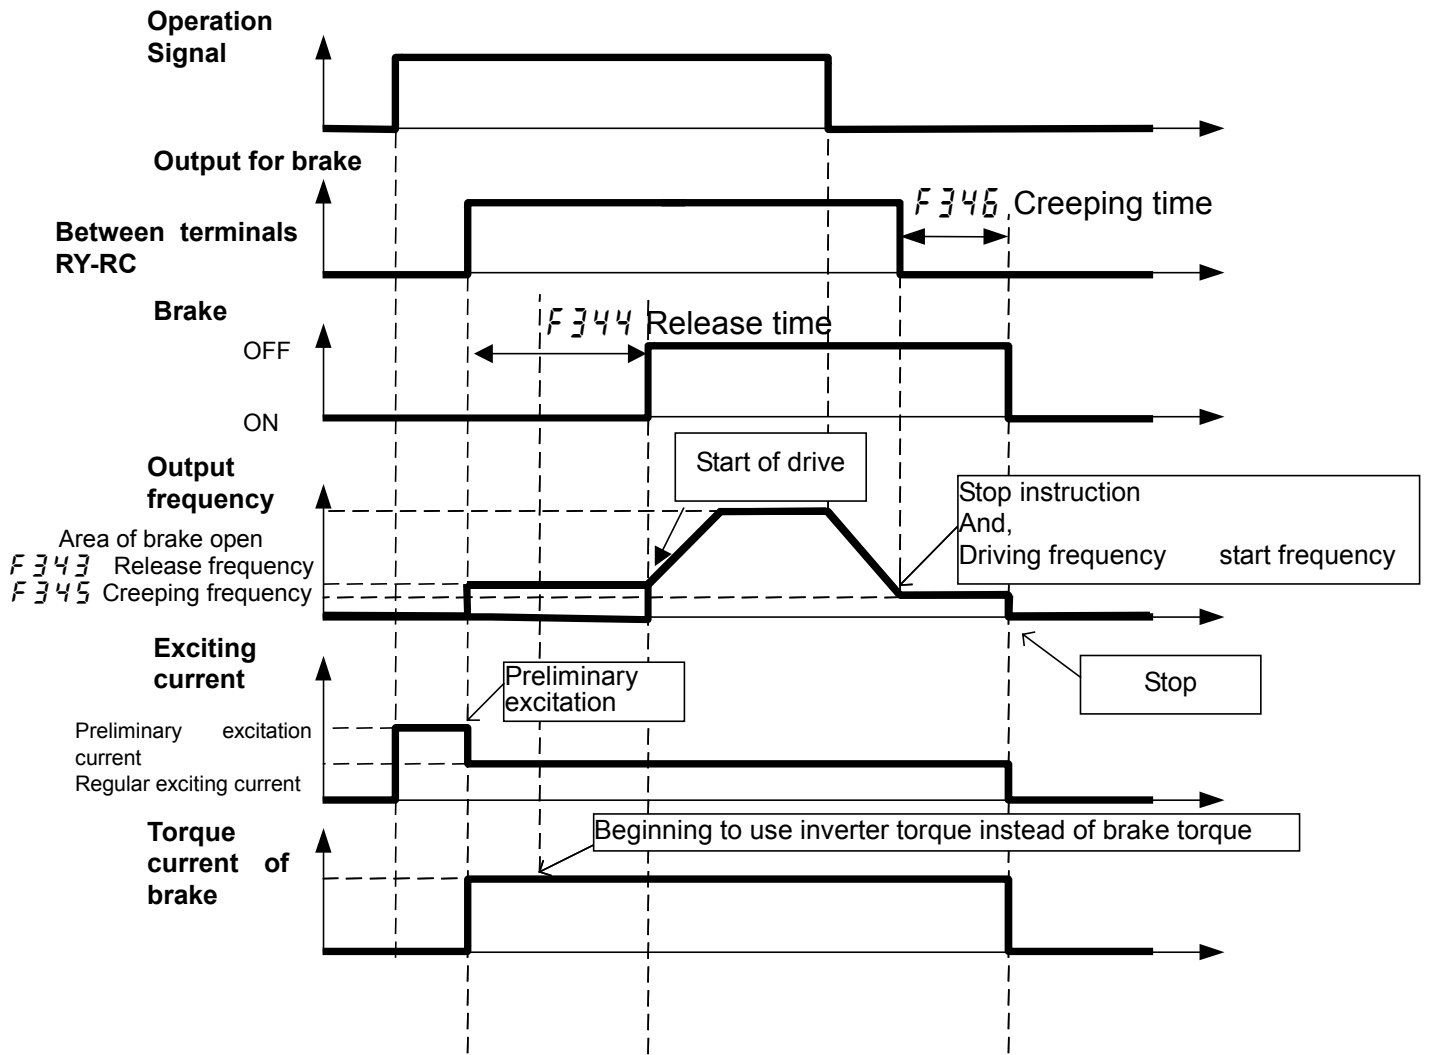 Operation
Signal
Output for brake
F346 Creeping time
Between terminals
RY-RC
Brake
F344 Release time
OFF
ON
Start of drive
Output
frequency
Stop instruction
And,
Driving frequency start frequency
Area of brake open
F343 Release frequency
F345 Creeping frequency
Exciting
current
Preliminary
excitation
Stop
Preliminary excitation
current
Regular exciting current
Torque
current of
brake
Beginning to use inverter torque instead of brake torque